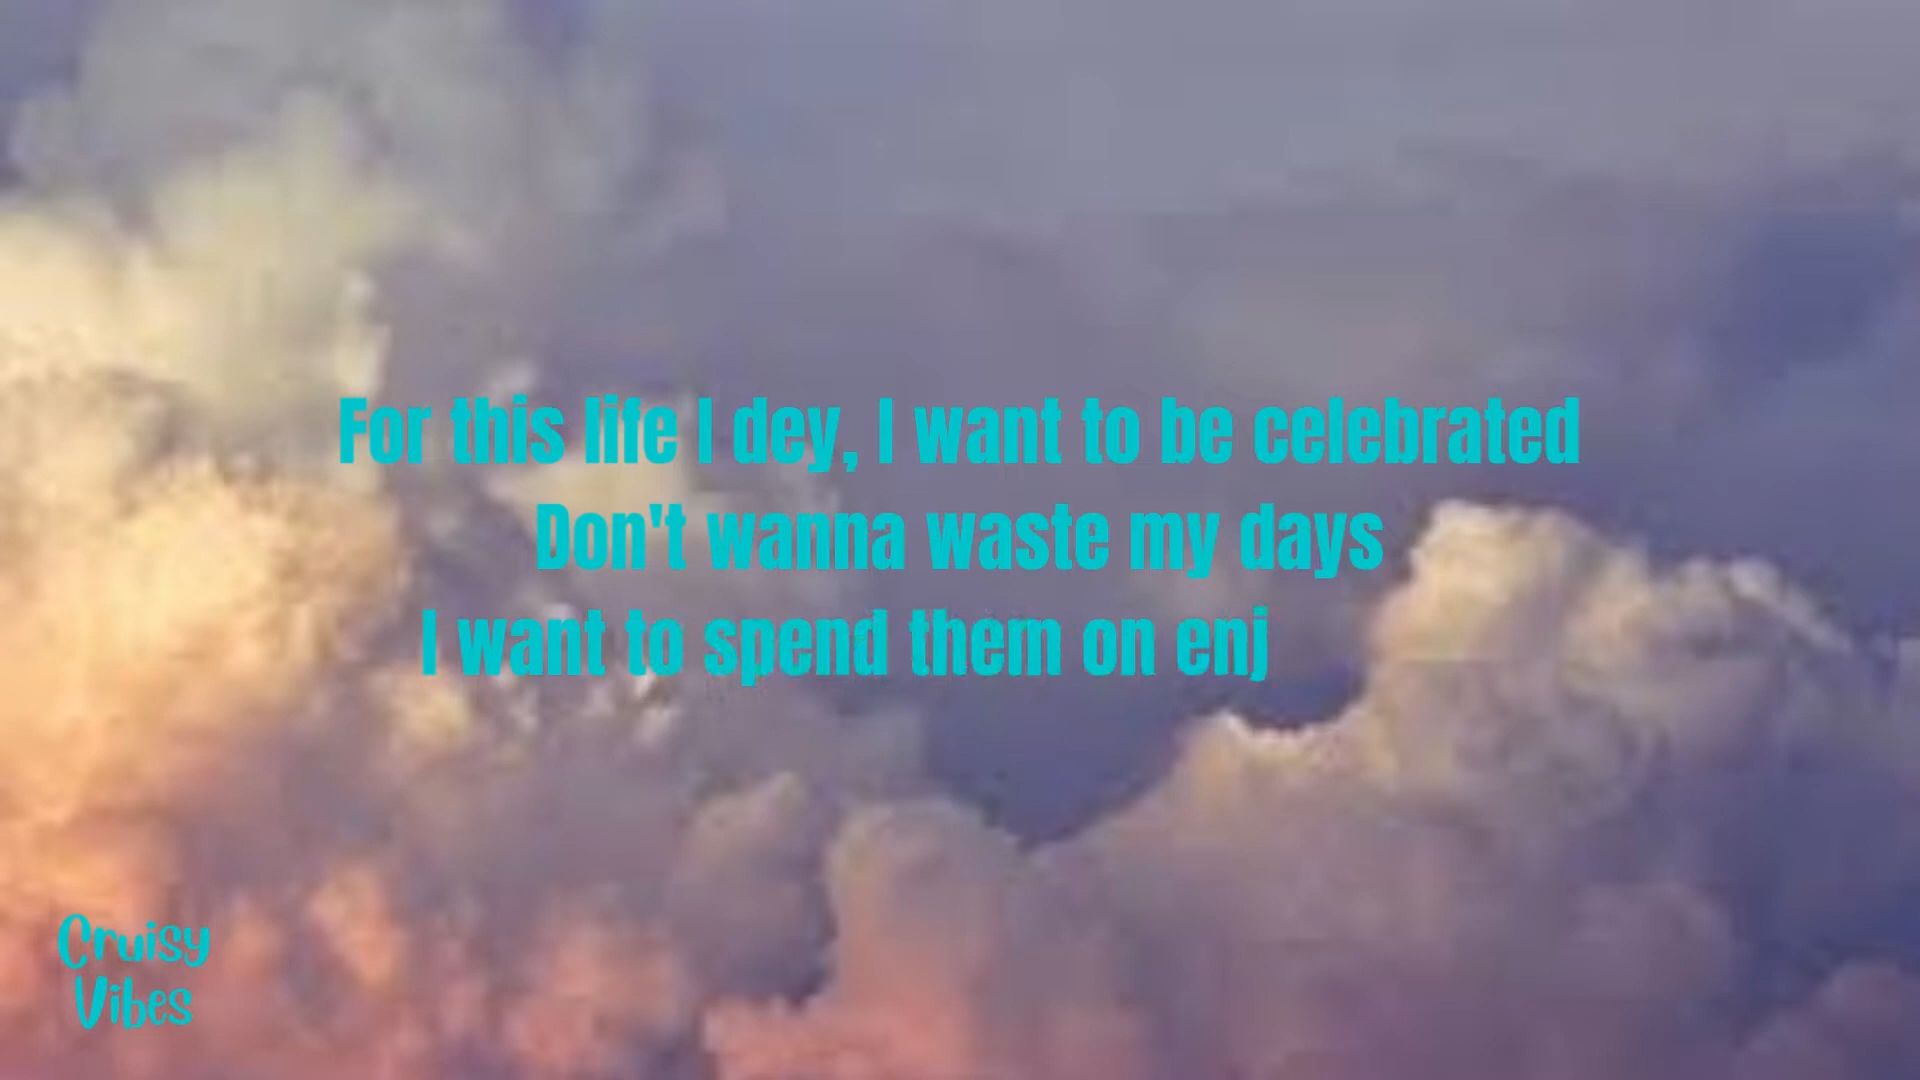 For this life I dey, I want to be celebrated
Don't wanna waste my days
I want to spend them on enj
Cruisy
Vibes